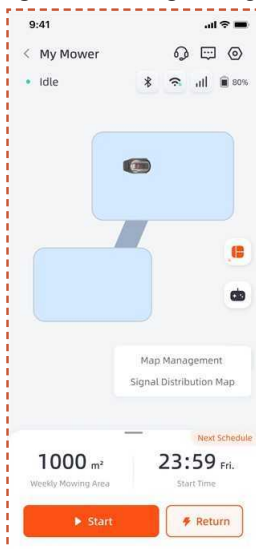 9:41
My Mower
Idle
80%
Map Management
Signal Distribution Map
Next Schedule
1000 m²
23:59 Fri.
Weekly Mowing Area
Start Time
Start
Return